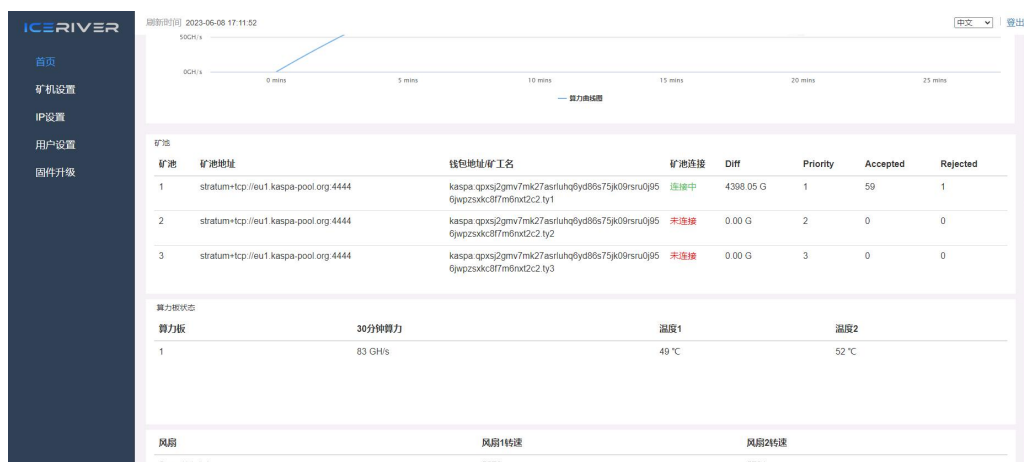 ICERIVER
首页
矿机设置
IP设置
用户设置
固件升级
刷新时间 2023-06-08 17:11:52
中文
登出
50GH/s
0GH/s
0 mins 5 mins 10 mins 15 mins 20 mins 25 mins
算力曲线图
矿池
矿池 矿池地址 钱包地址/矿工名 矿池连接 Diff Priority Accepted Rejected
1 stratum+tcp://eu1.kaspa-pool.org:4444 kaspa:qpxsj2gmv7mk27asrluhq6yd86s75jk09rsru0j95 连接中 4398.05 G 1 59 1
6jwpzsxkc8f7m6nxt2c2.ty1
2 stratum+tcp://eu1.kaspa-pool.org:4444 kaspa:qpxsj2gmv7mk27asrluhq6yd86s75jk09rsru0j95 未连接 0.00 G 2 0 0
6jwpzsxkc8f7m6nxt2c2.ty2
3 stratum+tcp://eu1.kaspa-pool.org:4444 kaspa:qpxsj2gmv7mk27asrluhq6yd86s75jk09rsru0j95 未连接 0.00 G 3 0 0
6jwpzsxkc8f7m6nxt2c2.ty3
算力板状态
算力板 30分钟算力 温度1 温度2
1 83 GH/s 49 ℃ 52 ℃
风扇 风扇1转速 风扇2转速